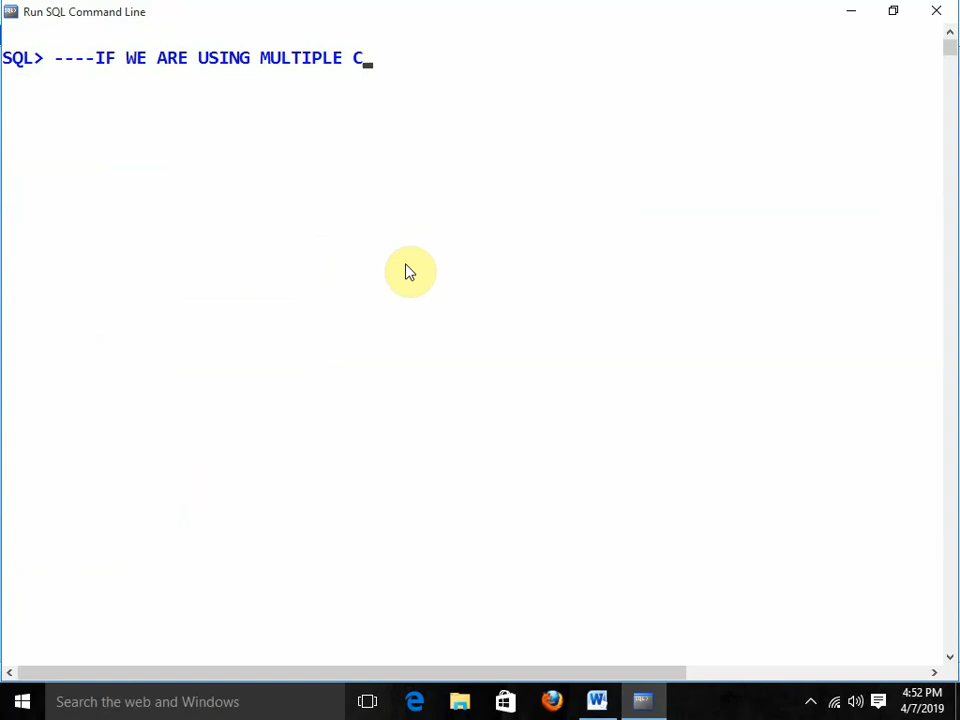 Run SQL Command Line
SQL> ----IF WE ARE USING MULTIPLE C_
Search the web and Windows
4:52 PM
4/7/2019